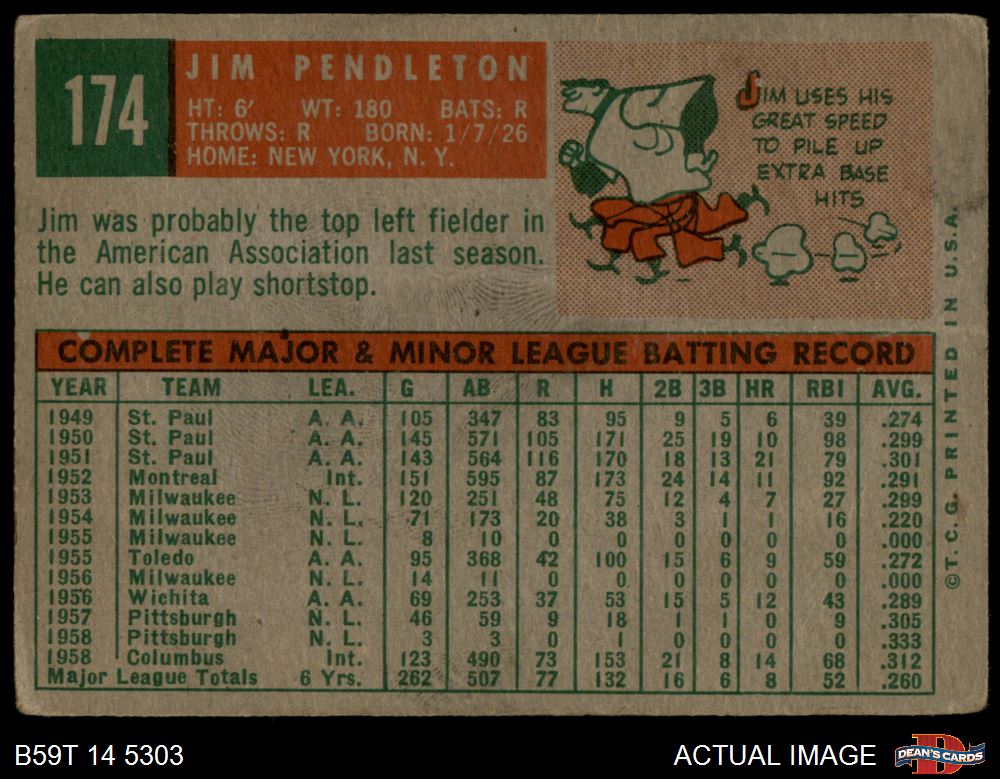 174
JIM PENDLETON
HT: 6' WT: 180 BATS: R
THROWS: R BORN: 1/7/26
HOME: NEW YORK, N. Y.
JIM USES HIS
GREAT SPEED
TO PILE UP
EXTRA BASE
HITS
Jim was probably the top left fielder in
the American Association last season.
He can also play shortstop.
COMPLETE MAJOR & MINOR LEAGUE BATTING RECORD
YEAR TEAM LEA. G AB R H 2B 3B HR RBI AVG.
1949 St. Paul A. A. 105 347 83 95 9 5 6 39 .274
1950 St. Paul A. A. 145 571 105 171 25 19 10 98 .299
1951 St. Paul A. A. 143 564 116 170 18 13 21 79 .301
1952 Montreal Int. 151 595 87 173 24 14 11 92 .291
1953 Milwaukee N. L. 120 251 48 75 12 4 7 27 .299
1954 Milwaukee N. L. 71 173 20 38 3 1 1 16 .220
1955 Milwaukee N. L. 8 10 0 0 0 0 0 0 .000
1955 Toledo A. A. 95 368 42 100 15 6 9 59 .272
1956 Milwaukee N. L. 14 11 0 0 0 0 0 0 .000
1956 Wichita A. A. 69 253 37 53 15 5 12 43 .289
1957 Pittsburgh N. L. 46 59 9 18 1 1 0 9 .305
1958 Pittsburgh N. L. 3 3 0 1 0 0 0 0 .333
1958 Columbus Int. 123 490 73 153 21 8 14 68 .312
Major League Totals 6 Yrs. 262 507 77 132 16 6 8 52 .260
©T. C. G. PRINTED IN U.S.A.
B59T 14 5303
ACTUAL IMAGE
DEAN'S CARDS